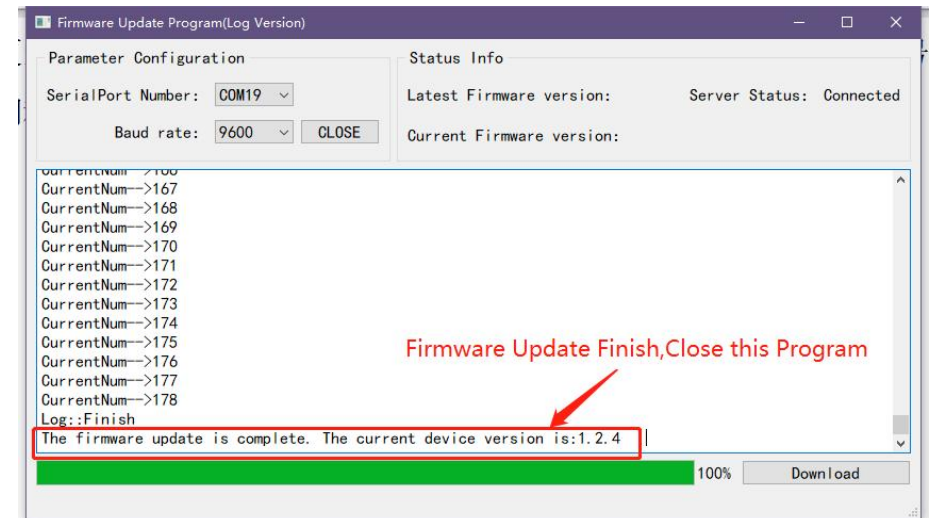 Firmware Update Program(Log Version)
Parameter Configuration
Status Info
SerialPort Number: COM19
Latest Firmware version: Server Status: Connected
Baud rate: 9600 CLOSE
Current Firmware version:
CurrentNum-->167
CurrentNum-->168
CurrentNum-->169
CurrentNum-->170
CurrentNum-->171
CurrentNum-->172
CurrentNum-->173
CurrentNum-->174
CurrentNum-->175
CurrentNum-->176
CurrentNum-->177
CurrentNum-->178
Log::Finish
The firmware update is complete. The current device version is:1.2.4
Firmware Update Finish,Close this Program
100% Download